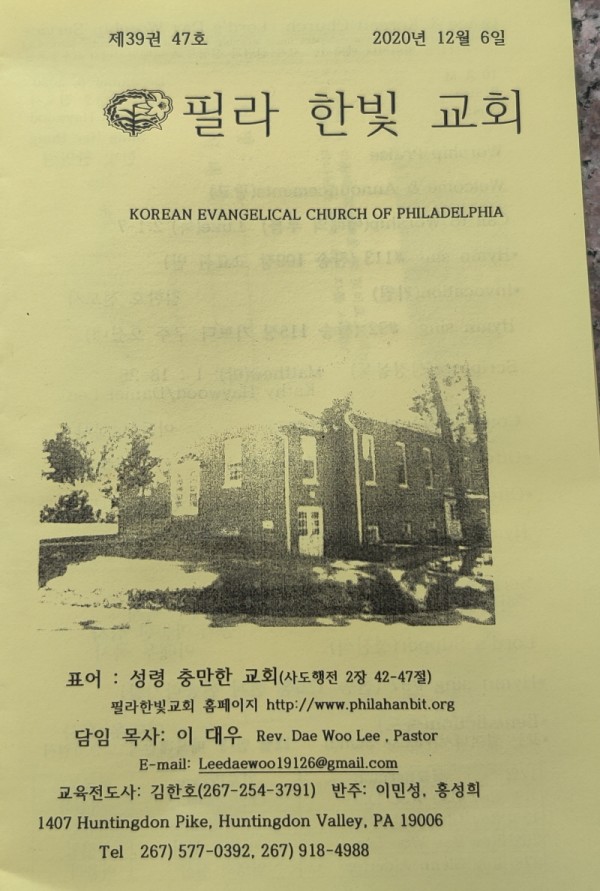 제39권 47호 2020년 12월 6일
필라 한빛 교회
KOREAN EVANGELICAL CHURCH OF PHILADELPHIA
표어 : 성령 충만한 교회(사도행전 2장 42-47절)
필라한빛교회 홈페이지 http://www.philahanbit.org
담임 목사: 이 대우 Rev. Dae Woo Lee , Pastor
E-mail: Leedaewoo19126@gmail.com
교육전도사: 김한호(267-254-3791) 반주: 이민성, 홍성희
1407 Huntingdon Pike, Huntingdon Valley, PA 19006
Tel 267) 577-0392, 267) 918-4988